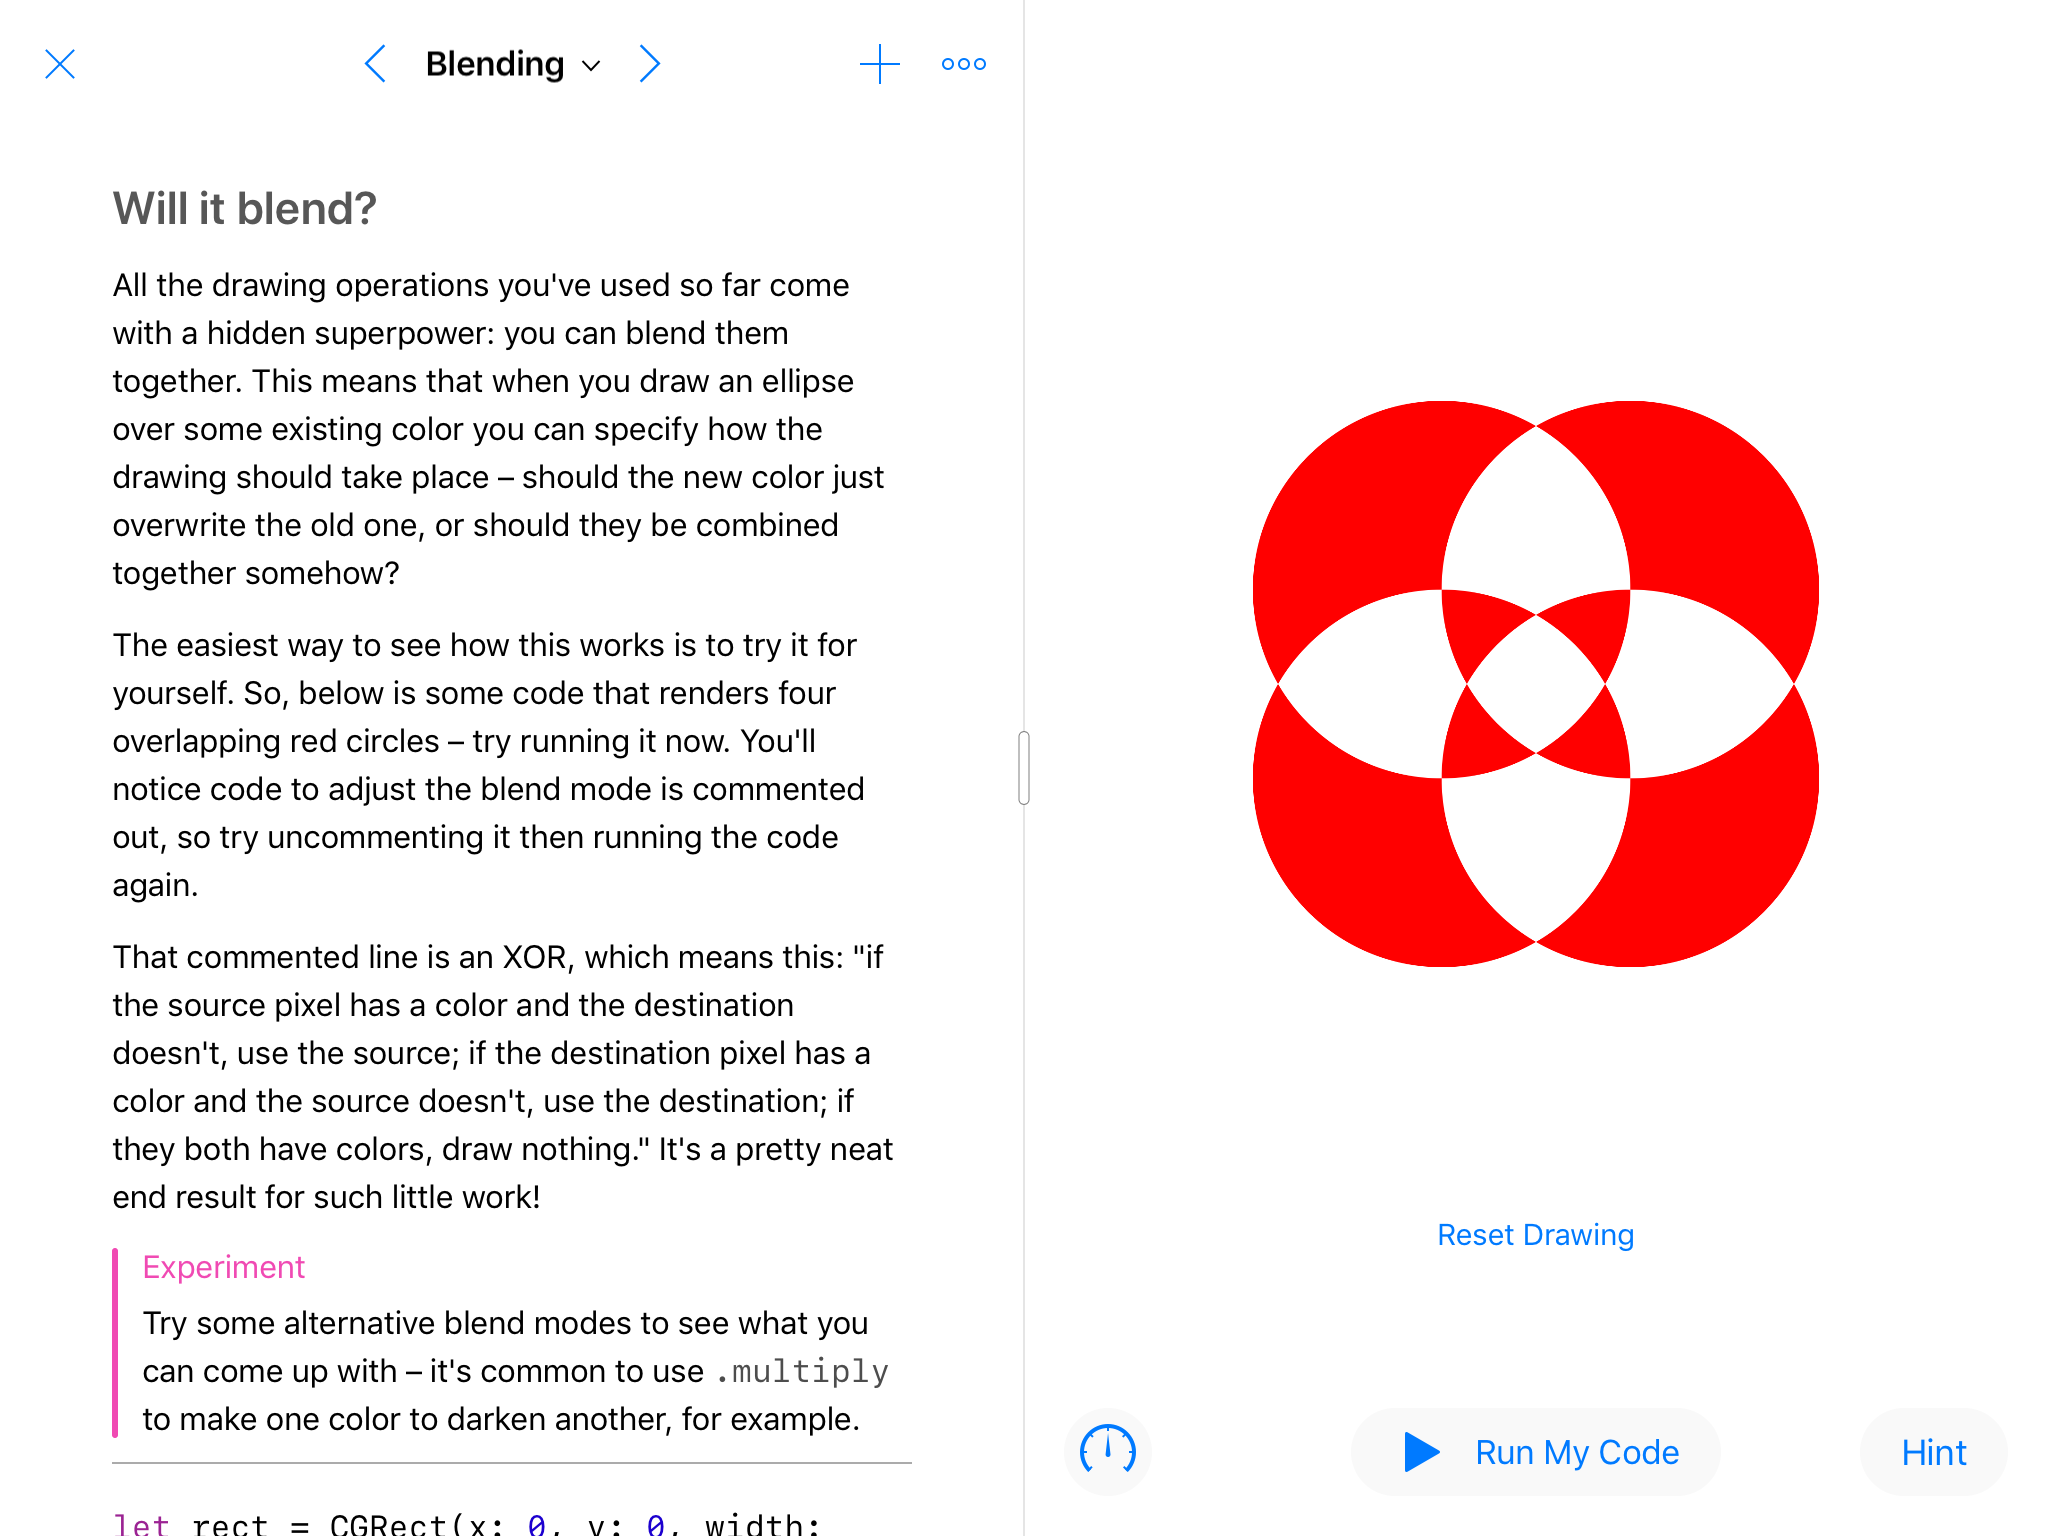 Blending
Will it blend?
All the drawing operations you've used so far come
with a hidden superpower: you can blend them
together. This means that when you draw an ellipse
over some existing color you can specify how the
drawing should take place – should the new color just
overwrite the old one, or should they be combined
together somehow?
The easiest way to see how this works is to try it for
yourself. So, below is some code that renders four
overlapping red circles – try running it now. You'll
notice code to adjust the blend mode is commented
out, so try uncommenting it then running the code
again.
That commented line is an XOR, which means this: "if
the source pixel has a color and the destination
doesn't, use the source; if the destination pixel has a
color and the source doesn't, use the destination; if
they both have colors, draw nothing." It's a pretty neat
end result for such little work!
Experiment
Try some alternative blend modes to see what you
can come up with – it's common to use .multiply
to make one color to darken another, for example.
let rect = CGRect(x: 0, y: 0, width:
Reset Drawing
Run My Code
Hint